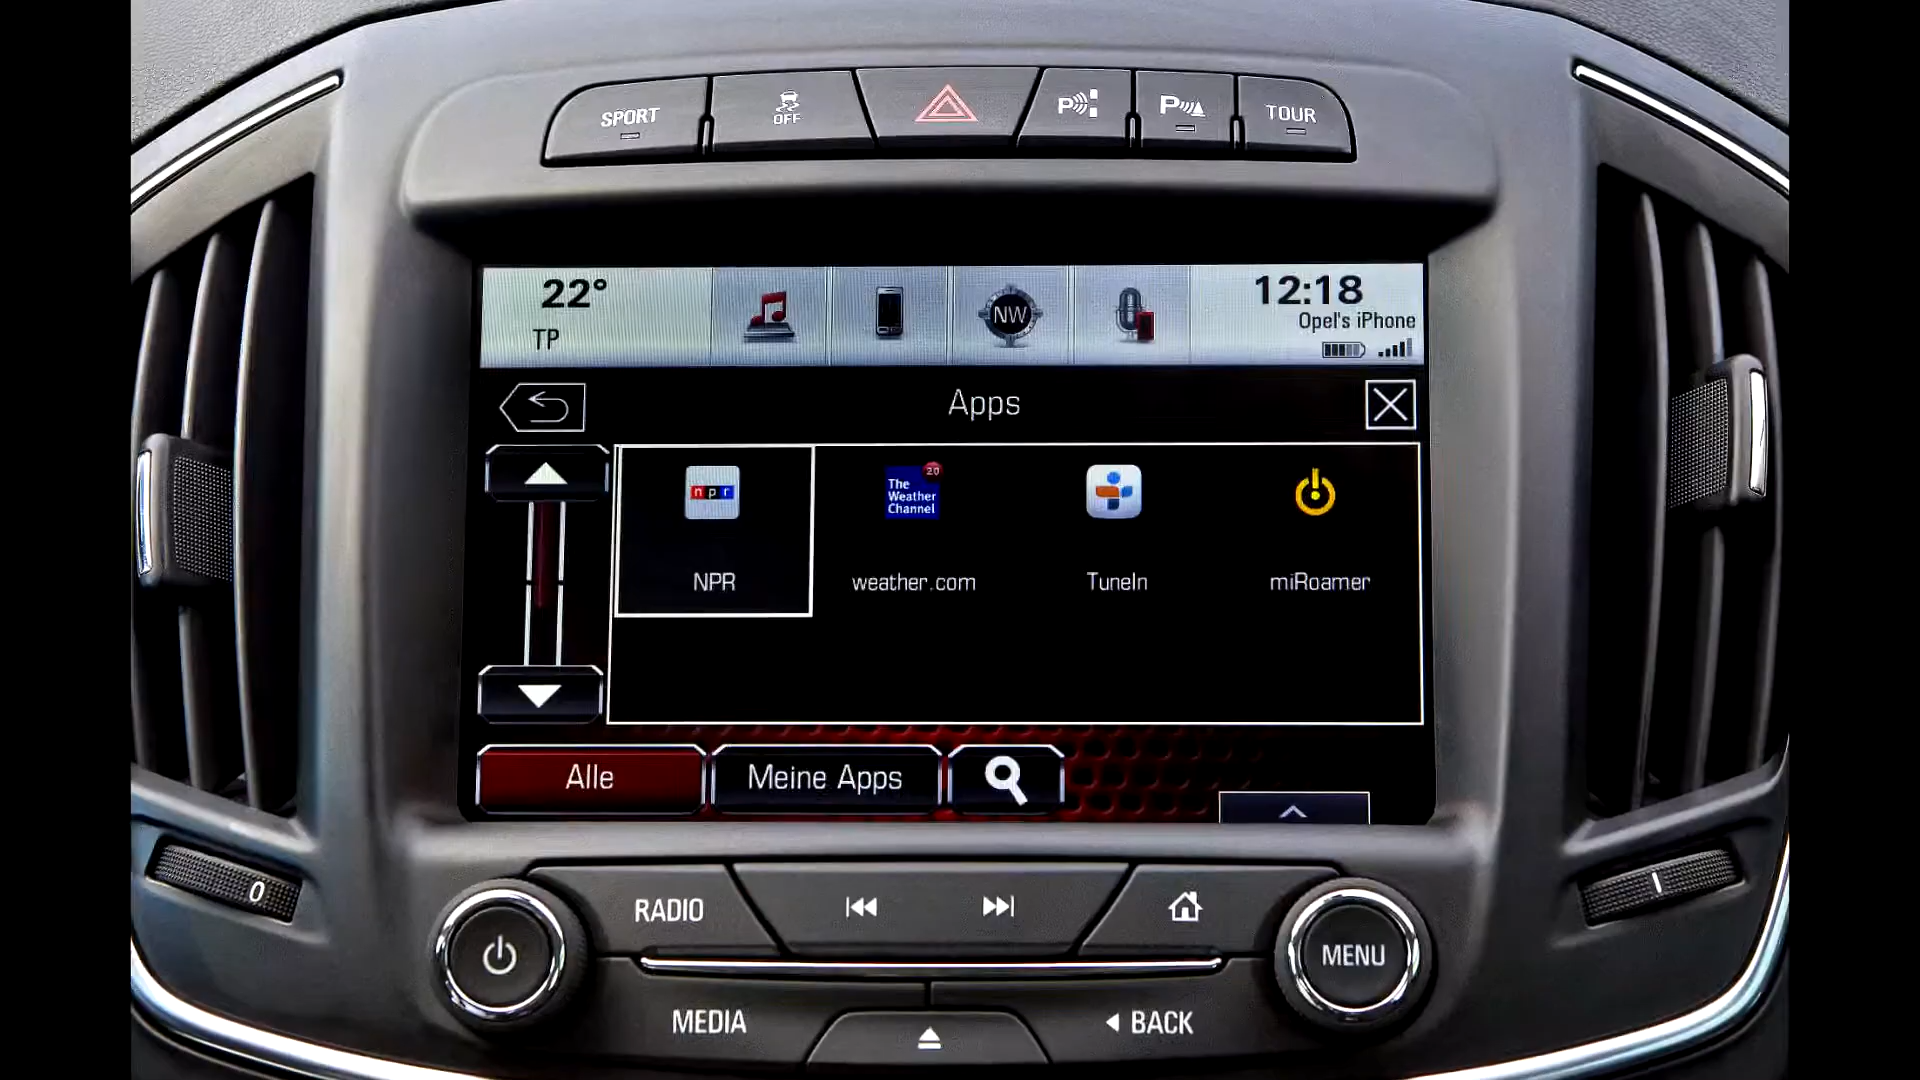 SPORT
OFF
P
P
TOUR
22°
TP
NW
12:18
Opel's iPhone
Apps
npr
The
Weather
Channel
20
NPR
weather.com
TuneIn
miRoamer
Alle
Meine Apps
0
RADIO
MENU
MEDIA
BACK